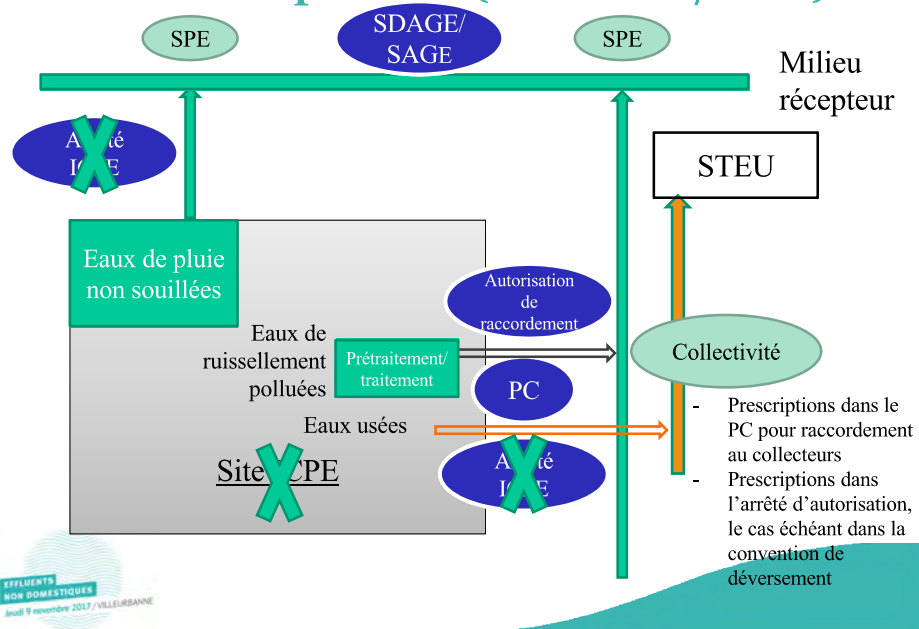 SPE
SDAGE/
SAGE
SPE
Milieu
récepteur
STEU
Eaux de pluie
non souillées
Autorisation
de
raccordement
Eaux de
ruissellement
polluées
Prétraitement/
traitement
Collectivité
PC
Eaux usées
Site
- Prescriptions dans le
PC pour raccordement
au collecteurs
- Prescriptions dans
l’arrêté d’autorisation,
le cas échéant dans la
convention de
déversement
EFFLUENTS
NON DOMESTIQUES
jeudi 9 novembre 2017 / VILLEURBANNE